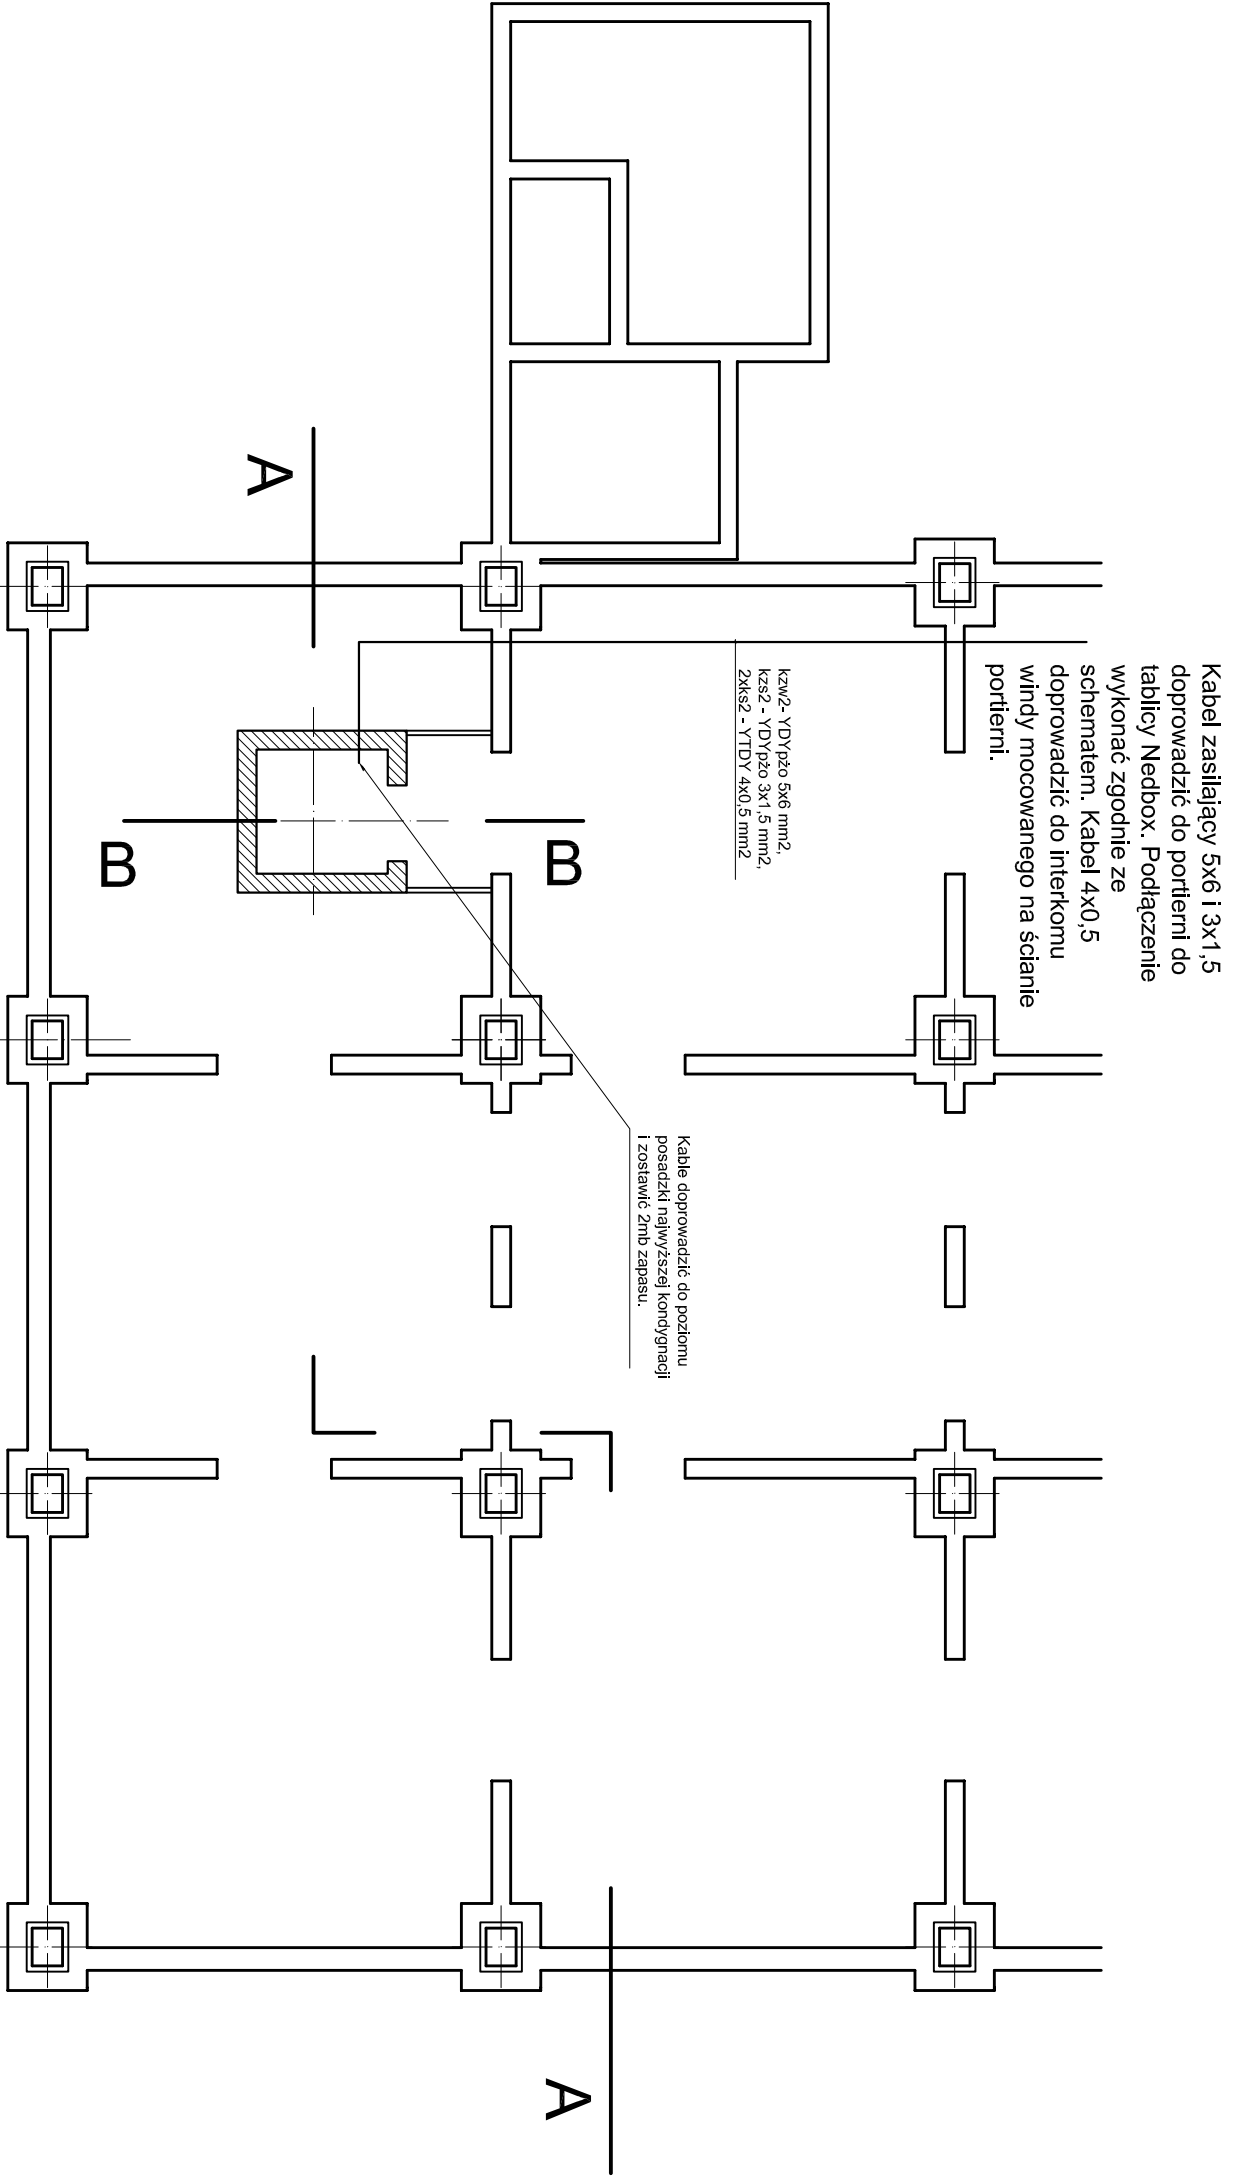 Kabel zasilający 5x6 i 3x1,5
doprowadzić do portierni do
tablicy Nedbox. Podłączenie
wykonać zgodnie ze
schematem. Kabel 4x0,5
doprowadzić do interkomu
windy mocowanego na ścianie
portierni.
kzw2- YDYpżo 5x6 mm2,
kzs2 - YDYpżo 3x1,5 mm2,
2xks2 - YTDY 4x0,5 mm2
Kable doprowadzić do poziomu
posadzki najwyższej kondygnacji
i zostawić 2mb zapasu.
A
B
B
A